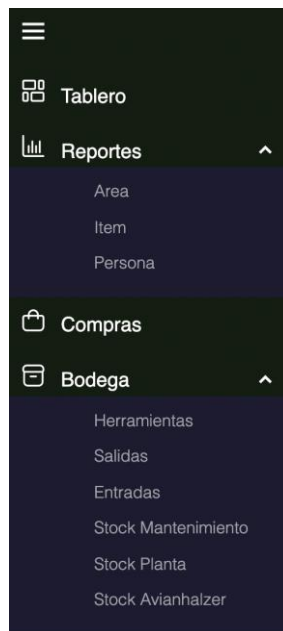 Tablero
Reportes
Area
Item
Persona
Compras
Bodega
Herramientas
Salidas
Entradas
Stock Mantenimiento
Stock Planta
Stock Avianhalzer